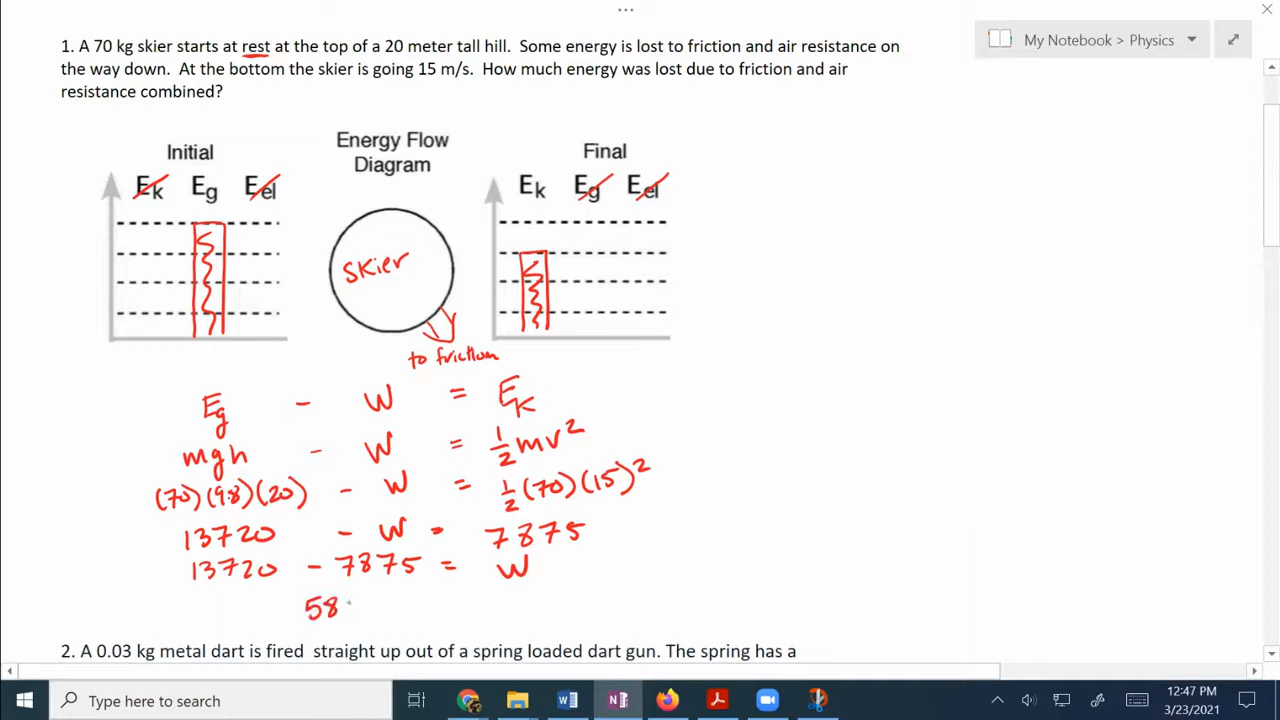 1. A 70 kg skier starts at rest at the top of a 20 meter tall hill. Some energy is lost to friction and air resistance on
the way down. At the bottom the skier is going 15 m/s. How much energy was lost due to friction and air
resistance combined?
My Notebook > Physics
Initial
Energy Flow
Diagram
Final
Ek Eg Eel
Ek Eg Eel
Skier
to friction
Eg - W = Ek
mgh - W = 1/2 mv²
(70)(9.8)(20) - W = 1/2 (70)(15)²
13720 - W = 7875
13720 - 7875 = W
58
2. A 0.03 kg metal dart is fired straight up out of a spring loaded dart gun. The spring has a
Type here to search
12:47 PM
3/23/2021